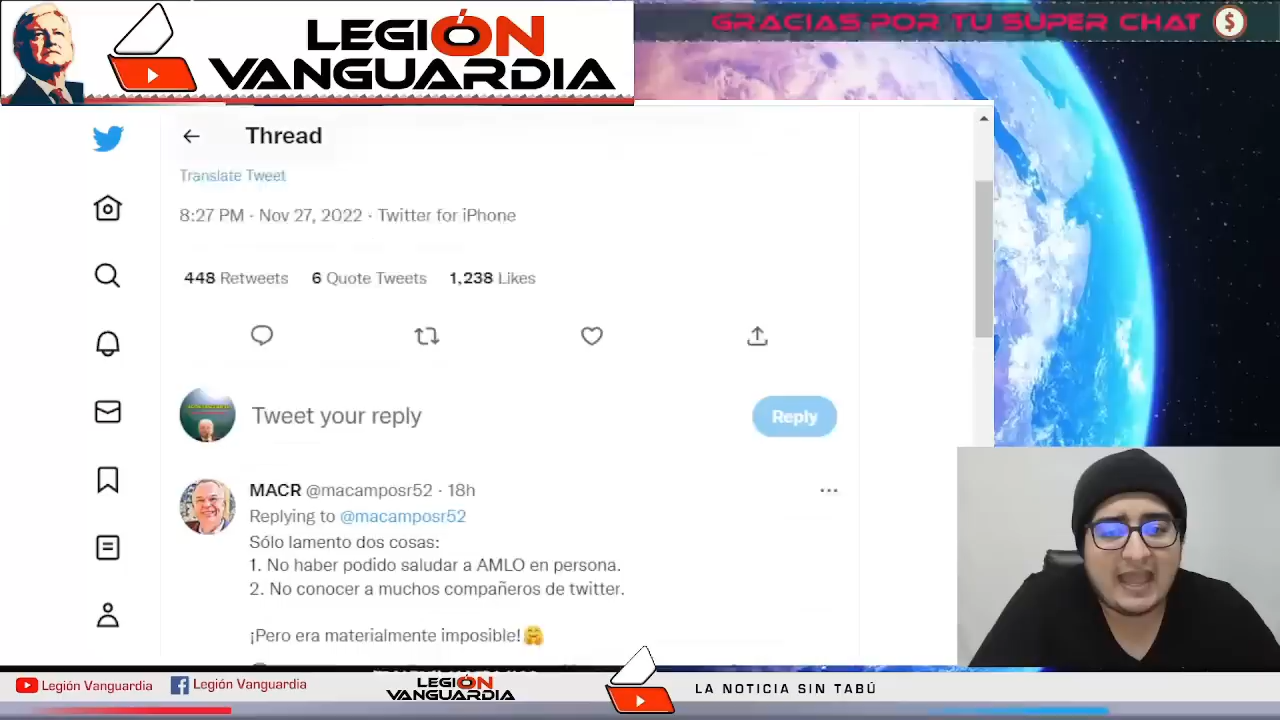 LEGIÓN
VANGUARDIA
GRACIAS POR TU SUPER CHAT $
Thread
Translate Tweet
8:27 PM · Nov 27, 2022 · Twitter for iPhone
448 Retweets 6 Quote Tweets 1,238 Likes
Tweet your reply
Reply
MACR @macamposr52 · 18h
Replying to @macamposr52
Sólo lamento dos cosas:
1. No haber podido saludar a AMLO en persona.
2. No conocer a muchos compañeros de twitter.
¡Pero era materialmente imposible!🤗
Legión Vanguardia
Legión Vanguardia
LEGIÓN
VANGUARDIA
LA NOTICIA SIN TABÚ